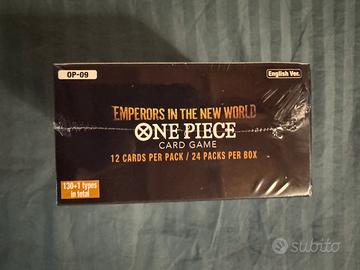 OP-09
English Ver.
EMPERORS IN THE NEW WORLD
ONE PIECE
CARD GAME
12 CARDS PER PACK / 24 PACKS PER BOX
130+1 types
in total
subito